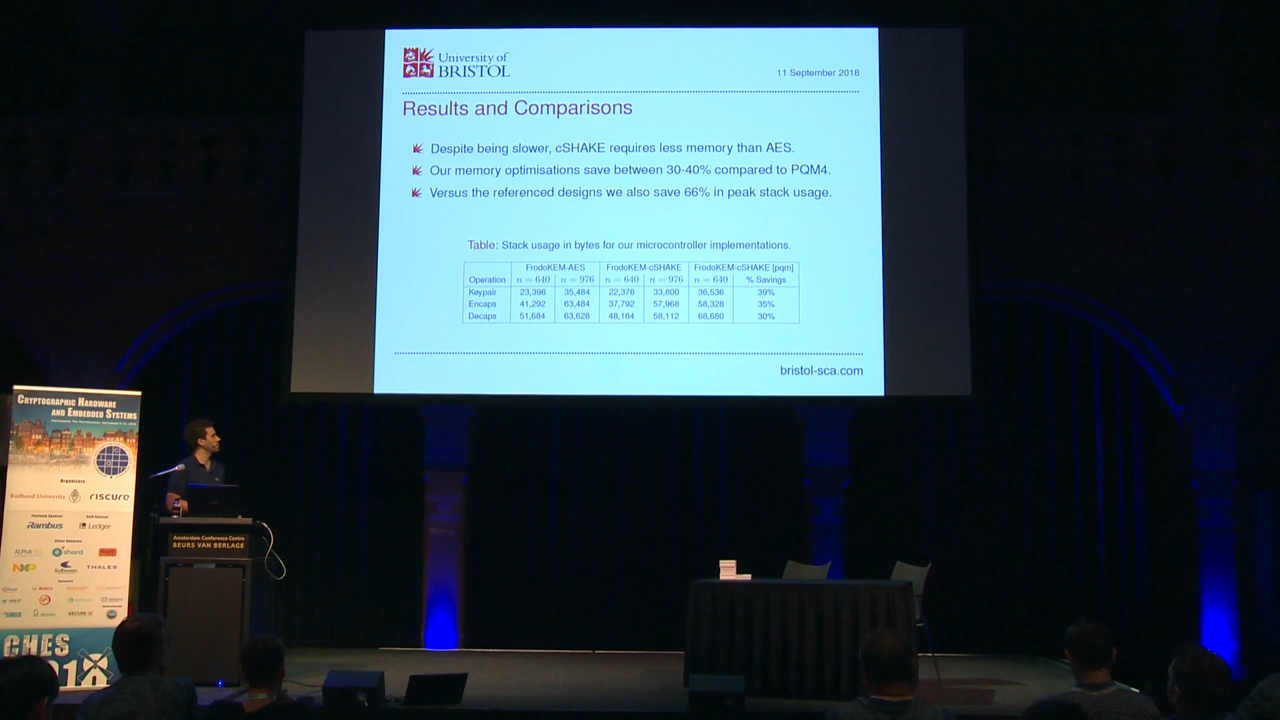 University of
BRISTOL
11 September 2018
Results and Comparisons
Despite being slower, cSHAKE requires less memory than AES.
Our memory optimisations save between 30-40% compared to PQM4.
Versus the referenced designs we also save 66% in peak stack usage.
Table: Stack usage in bytes for our microcontroller implementations.
FrodoKEM-AES FrodoKEM-cSHAKE FrodoKEM-cSHAKE [pqm]
Operation n = 640 n = 976 n = 640 n = 976 n = 640 % Savings
Keypair 23,396 35,484 22,376 33,800 36,536 39%
Encaps 41,292 63,484 37,792 57,968 58,328 35%
Decaps 51,684 63,628 48,184 58,112 68,680 30%
bristol-sca.com
CRYPTOGRAPHIC HARDWARE
AND EMBEDDED SYSTEMS
Organizers
Radboud University riscure
Rambus Ledger
shard
NXP THALES
SECURE-IC
CHES
2018
Amsterdam Conference Centre
BEURS VAN BERLAGE